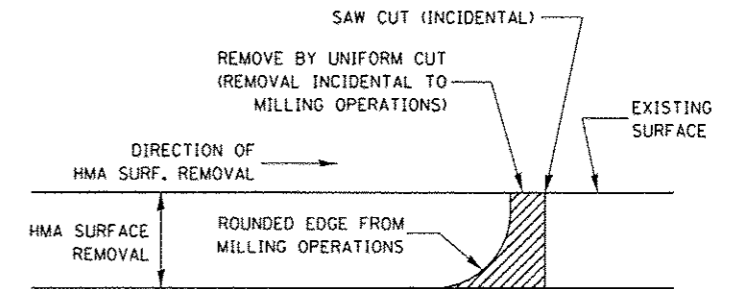 SAW CUT (INCIDENTAL)
REMOVE BY UNIFORM CUT
(REMOVAL INCIDENTAL TO
MILLING OPERATIONS)
EXISTING
SURFACE
DIRECTION OF
HMA SURF. REMOVAL
HMA SURFACE
REMOVAL
ROUNDED EDGE FROM
MILLING OPERATIONS